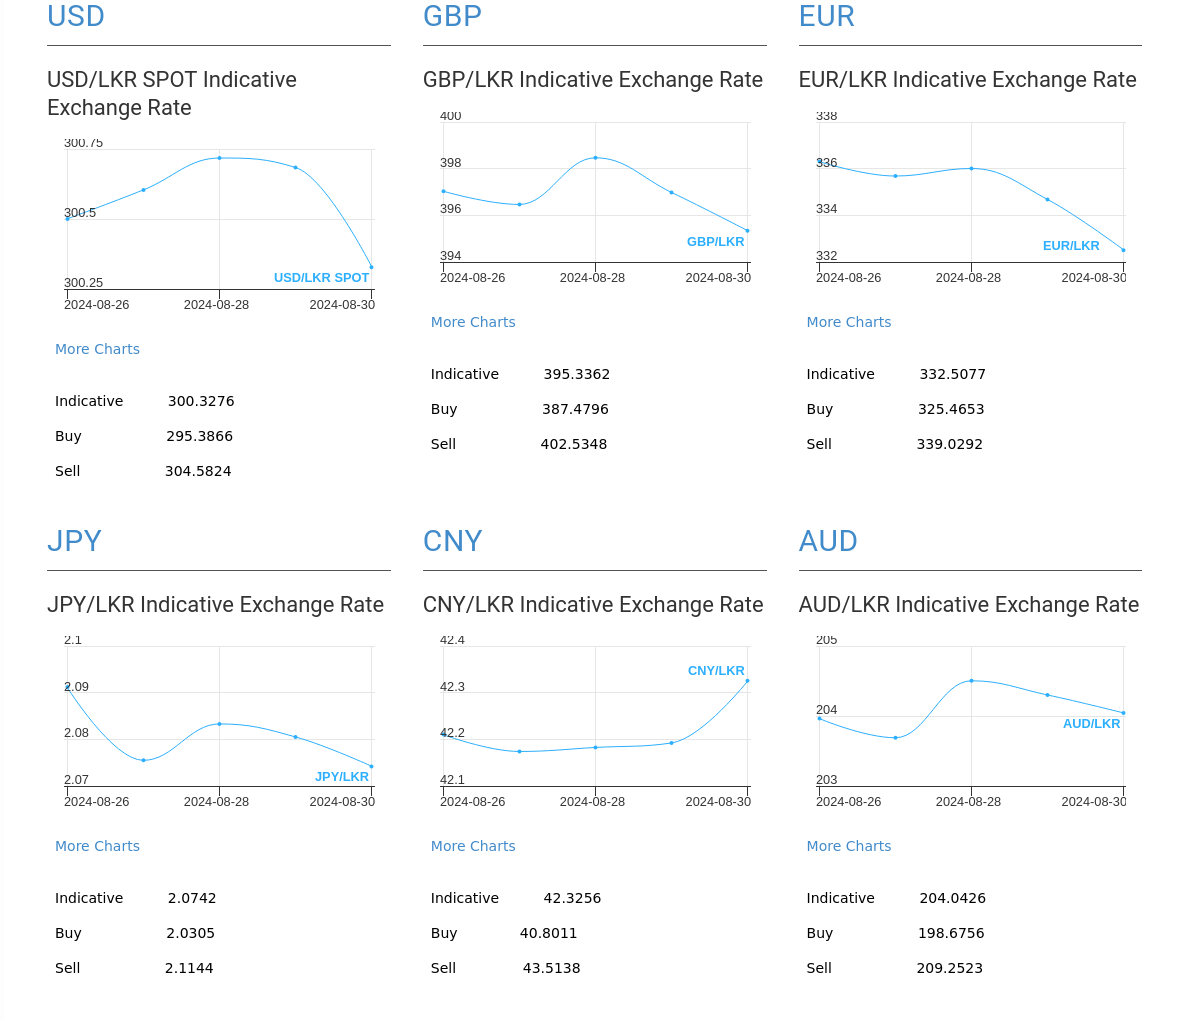 USD
USD/LKR SPOT Indicative
Exchange Rate
300.75
300.5
300.25
USD/LKR SPOT
2024-08-26
2024-08-28
2024-08-30
More Charts
Indicative 300.3276
Buy 295.3866
Sell 304.5824
GBP
GBP/LKR Indicative Exchange Rate
400
398
396
394
GBP/LKR
2024-08-26
2024-08-28
2024-08-30
More Charts
Indicative 395.3362
Buy 387.4796
Sell 402.5348
EUR
EUR/LKR Indicative Exchange Rate
338
336
334
332
EUR/LKR
2024-08-26
2024-08-28
2024-08-30
More Charts
Indicative 332.5077
Buy 325.4653
Sell 339.0292
JPY
JPY/LKR Indicative Exchange Rate
2.1
2.09
2.08
2.07
JPY/LKR
2024-08-26
2024-08-28
2024-08-30
More Charts
Indicative 2.0742
Buy 2.0305
Sell 2.1144
CNY
CNY/LKR Indicative Exchange Rate
42.4
42.3
42.2
42.1
CNY/LKR
2024-08-26
2024-08-28
2024-08-30
More Charts
Indicative 42.3256
Buy 40.8011
Sell 43.5138
AUD
AUD/LKR Indicative Exchange Rate
205
204
203
AUD/LKR
2024-08-26
2024-08-28
2024-08-30
More Charts
Indicative 204.0426
Buy 198.6756
Sell 209.2523